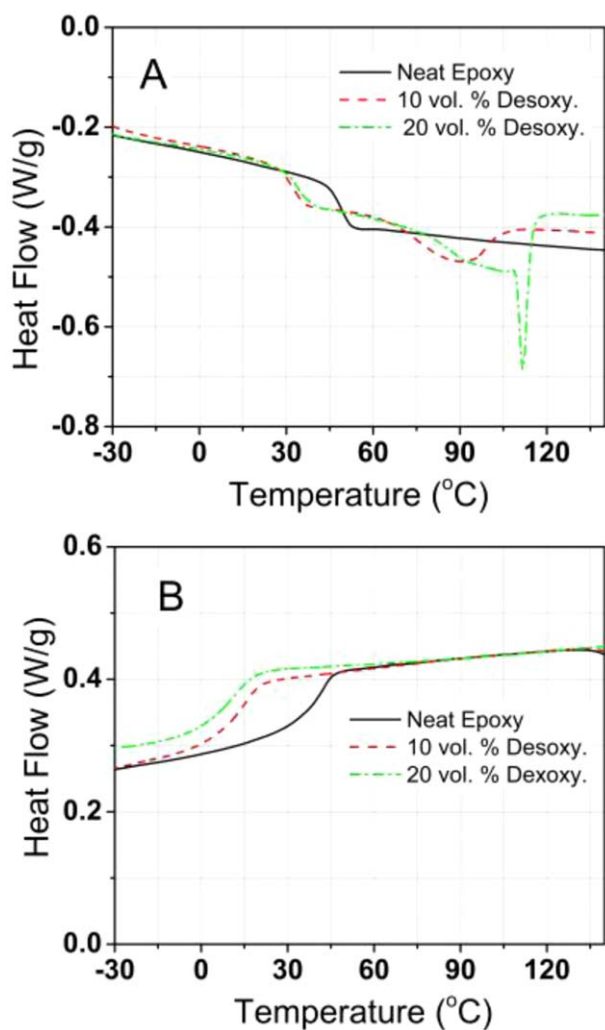 A
Neat Epoxy
10 vol. % Desoxy.
20 vol. % Desoxy.
Heat Flow (W/g)
0.0
-0.2
-0.4
-0.6
-0.8
-30 0 30 60 90 120
Temperature (°C)
B
Neat Epoxy
10 vol. % Desoxy.
20 vol. % Dexoxy.
Heat Flow (W/g)
0.6
0.4
0.2
0.0
-30 0 30 60 90 120
Temperature (°C)